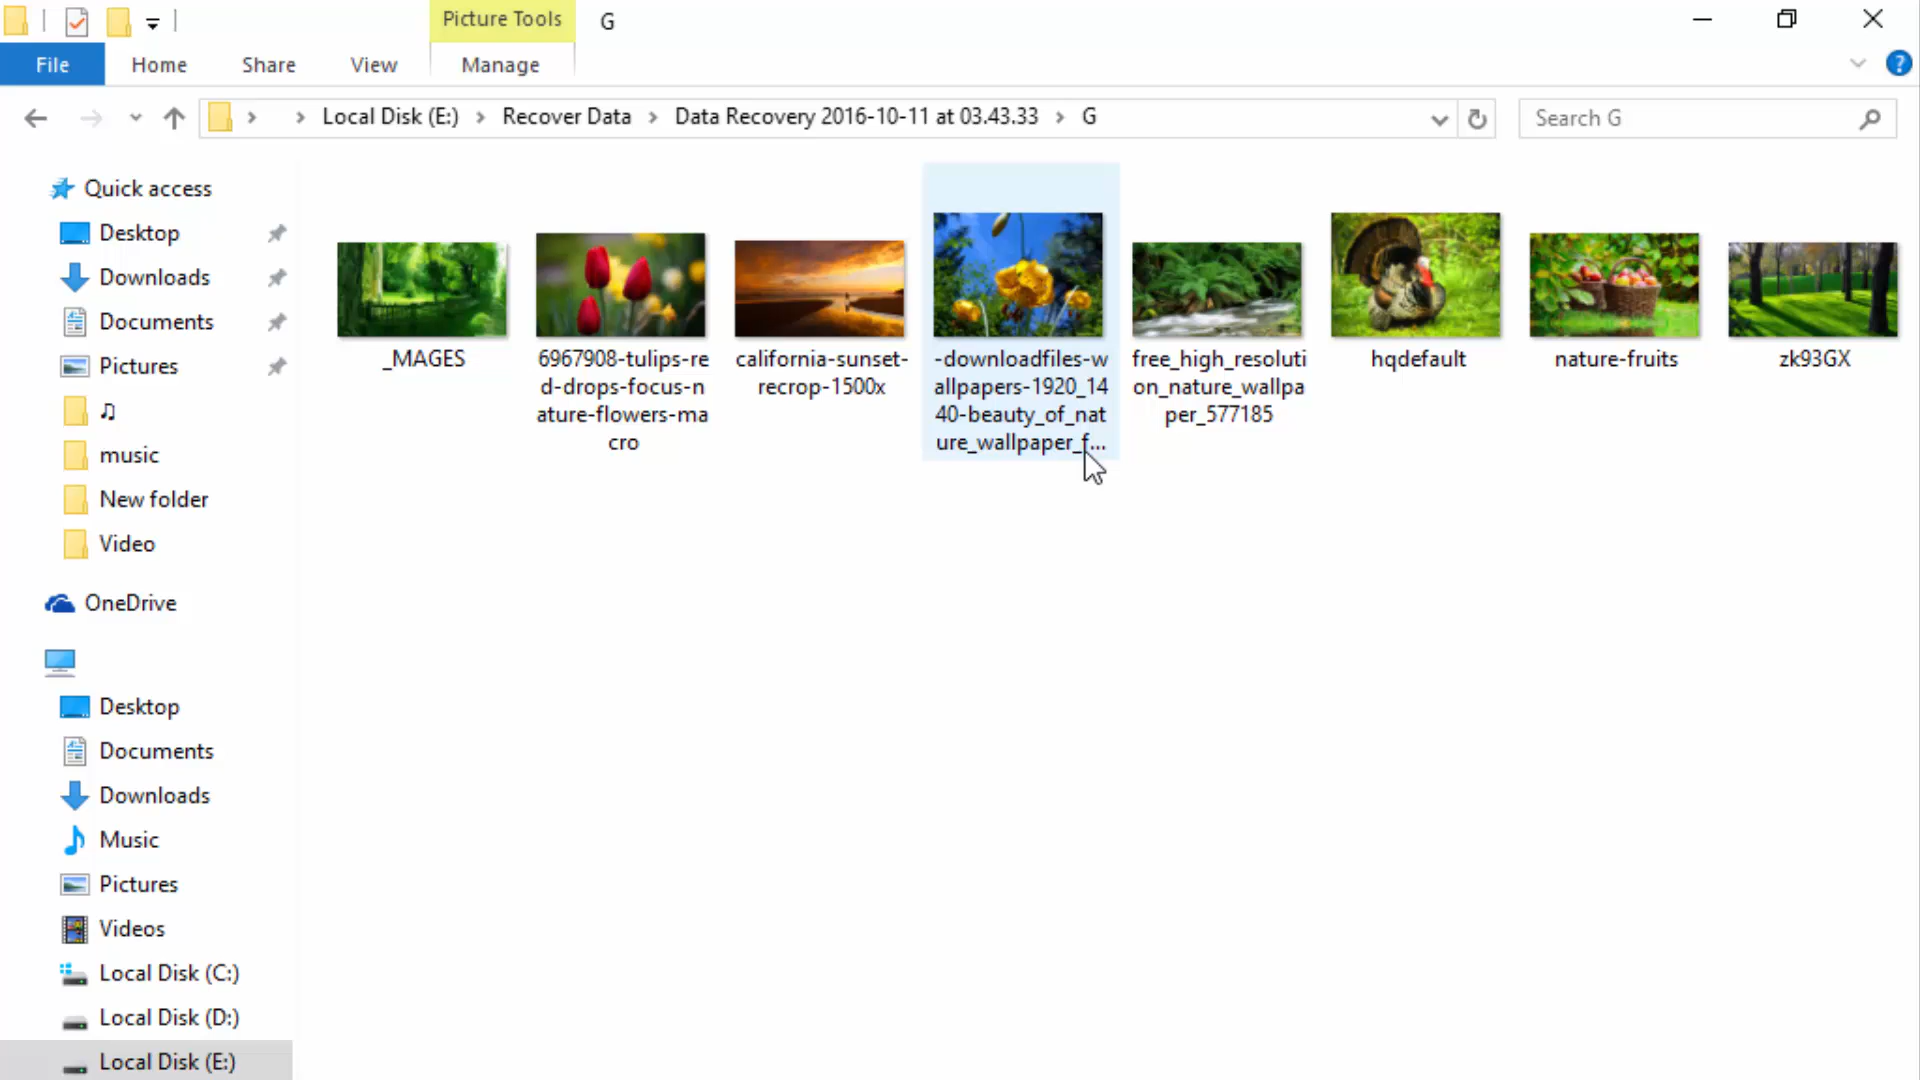 Picture Tools
G
File
Home
Share
View
Manage
?
Local Disk (E:)
Recover Data
Data Recovery 2016-10-11 at 03.43.33
G
Search G
Quick access
Desktop
Downloads
Documents
Pictures
♫
music
New folder
Video
OneDrive
Desktop
Documents
Downloads
Music
Pictures
Videos
Local Disk (C:)
Local Disk (D:)
Local Disk (E:)
_MAGES
6967908-tulips-re
d-drops-focus-n
ature-flowers-ma
cro
california-sunset-
recrop-1500x
-downloadfiles-w
allpapers-1920_14
40-beauty_of_nat
ure_wallpaper_f...
free_high_resoluti
on_nature_wallpa
per_577185
hqdefault
nature-fruits
zk93GX